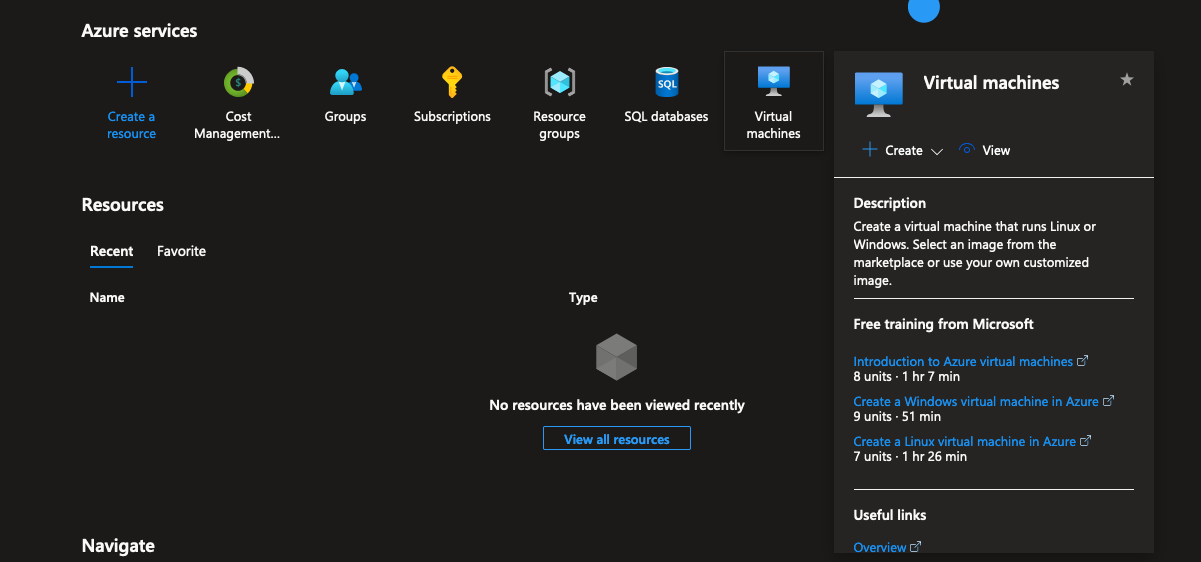 Azure services
Create a
resource
Cost
Management...
Groups
Subscriptions
Resource
groups
SQL
SQL databases
Virtual
machines
Resources
Recent
Favorite
Name
Type
No resources have been viewed recently
View all resources
Navigate
Virtual machines
Create
View
Description
Create a virtual machine that runs Linux or
Windows. Select an image from the
marketplace or use your own customized
image.
Free training from Microsoft
Introduction to Azure virtual machines
8 units · 1 hr 7 min
Create a Windows virtual machine in Azure
9 units · 51 min
Create a Linux virtual machine in Azure
7 units · 1 hr 26 min
Useful links
Overview